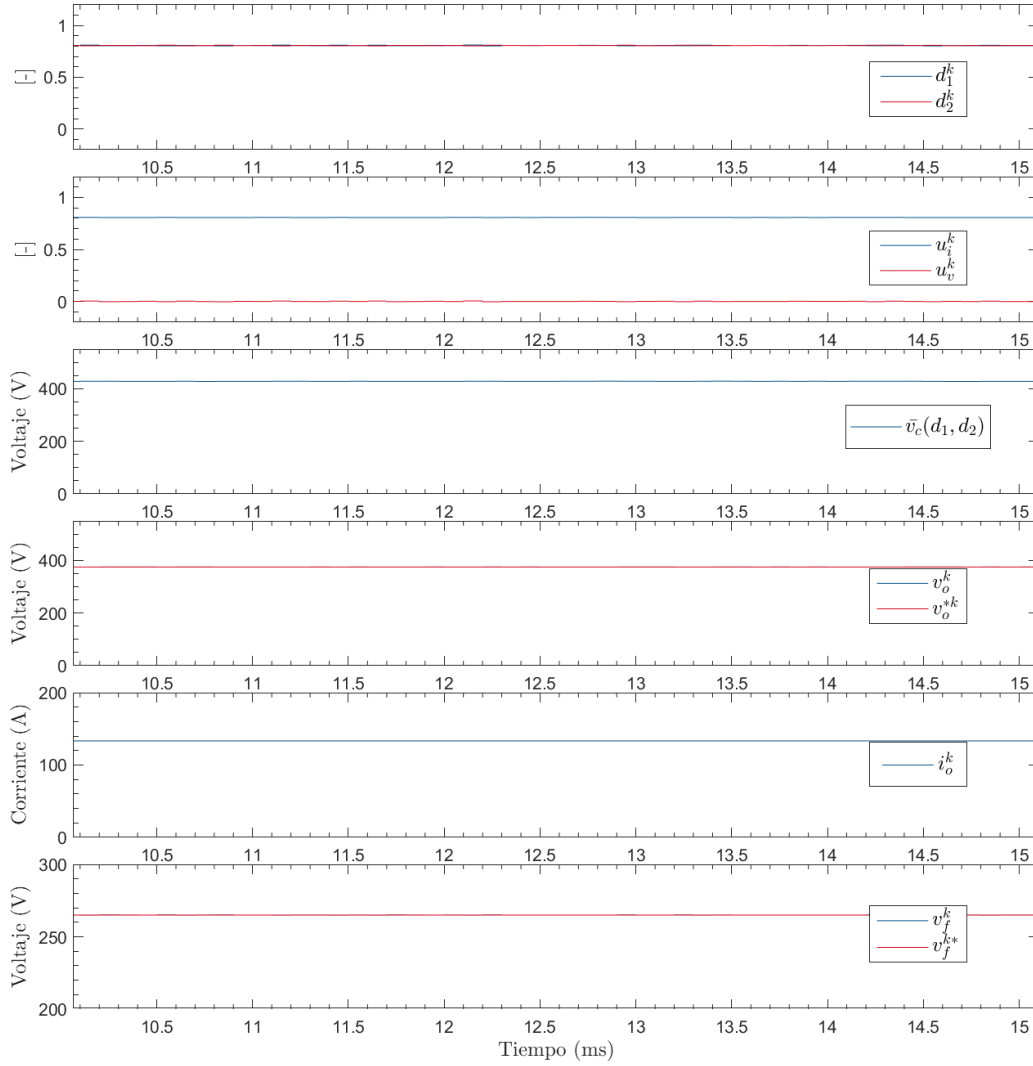 1
0.5
0
[-]
d_1^k
d_2^k
10.5 11 11.5 12 12.5 13 13.5 14 14.5 15
1
0.5
0
[-]
u_i^k
u_v^k
10.5 11 11.5 12 12.5 13 13.5 14 14.5 15
400
200
0
Voltaje (V)
v̄_c(d_1, d_2)
10.5 11 11.5 12 12.5 13 13.5 14 14.5 15
400
200
0
Voltaje (V)
v_o^k
v_o^{*k}
10.5 11 11.5 12 12.5 13 13.5 14 14.5 15
200
100
0
Corriente (A)
i_o^k
10.5 11 11.5 12 12.5 13 13.5 14 14.5 15
300
250
200
Voltaje (V)
v_f^k
v_f^{k*}
10.5 11 11.5 12 12.5 13 13.5 14 14.5 15
Tiempo (ms)